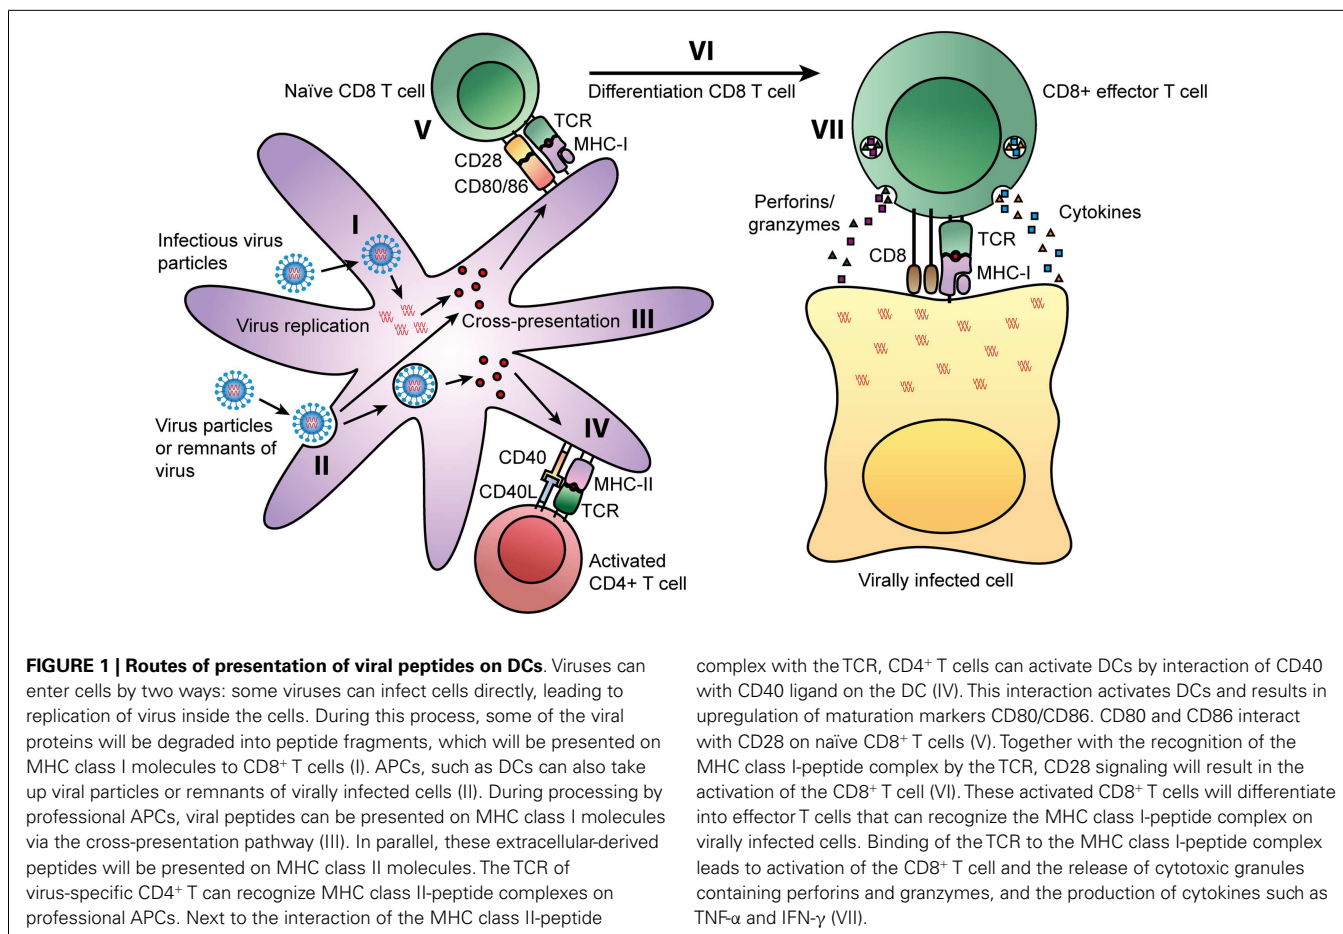 VI
Naïve CD8 T cell
Differentiation CD8 T cell
CD8+ effector T cell
V
TCR
MHC-I
CD28
CD80/86
VII
I
Infectious virus
particles
Virus replication
Cross-presentation III
Perforins/
granzymes
Cytokines
CD8
TCR
MHC-I
Virus particles
or remnants of
virus
II
IV
CD40
MHC-II
CD40L
TCR
Activated
CD4+ T cell
Virally infected cell
FIGURE 1 | Routes of presentation of viral peptides on DCs. Viruses can
enter cells by two ways: some viruses can infect cells directly, leading to
replication of virus inside the cells. During this process, some of the viral
proteins will be degraded into peptide fragments, which will be presented on
MHC class I molecules to CD8⁺ T cells (I). APCs, such as DCs can also take
up viral particles or remnants of virally infected cells (II). During processing by
professional APCs, viral peptides can be presented on MHC class I molecules
via the cross-presentation pathway (III). In parallel, these extracellular-derived
peptides will be presented on MHC class II molecules. The TCR of
virus-specific CD4⁺ T can recognize MHC class II-peptide complexes on
professional APCs. Next to the interaction of the MHC class II-peptide
complex with the TCR, CD4⁺ T cells can activate DCs by interaction of CD40
with CD40 ligand on the DC (IV). This interaction activates DCs and results in
upregulation of maturation markers CD80/CD86. CD80 and CD86 interact
with CD28 on naïve CD8⁺ T cells (V). Together with the recognition of the
MHC class I-peptide complex by the TCR, CD28 signaling will result in the
activation of the CD8⁺ T cell (VI). These activated CD8⁺ T cells will differentiate
into effector T cells that can recognize the MHC class I-peptide complex on
virally infected cells. Binding of the TCR to the MHC class I-peptide complex
leads to activation of the CD8⁺ T cell and the release of cytotoxic granules
containing perforins and granzymes, and the production of cytokines such as
TNF-α and IFN-γ (VII).